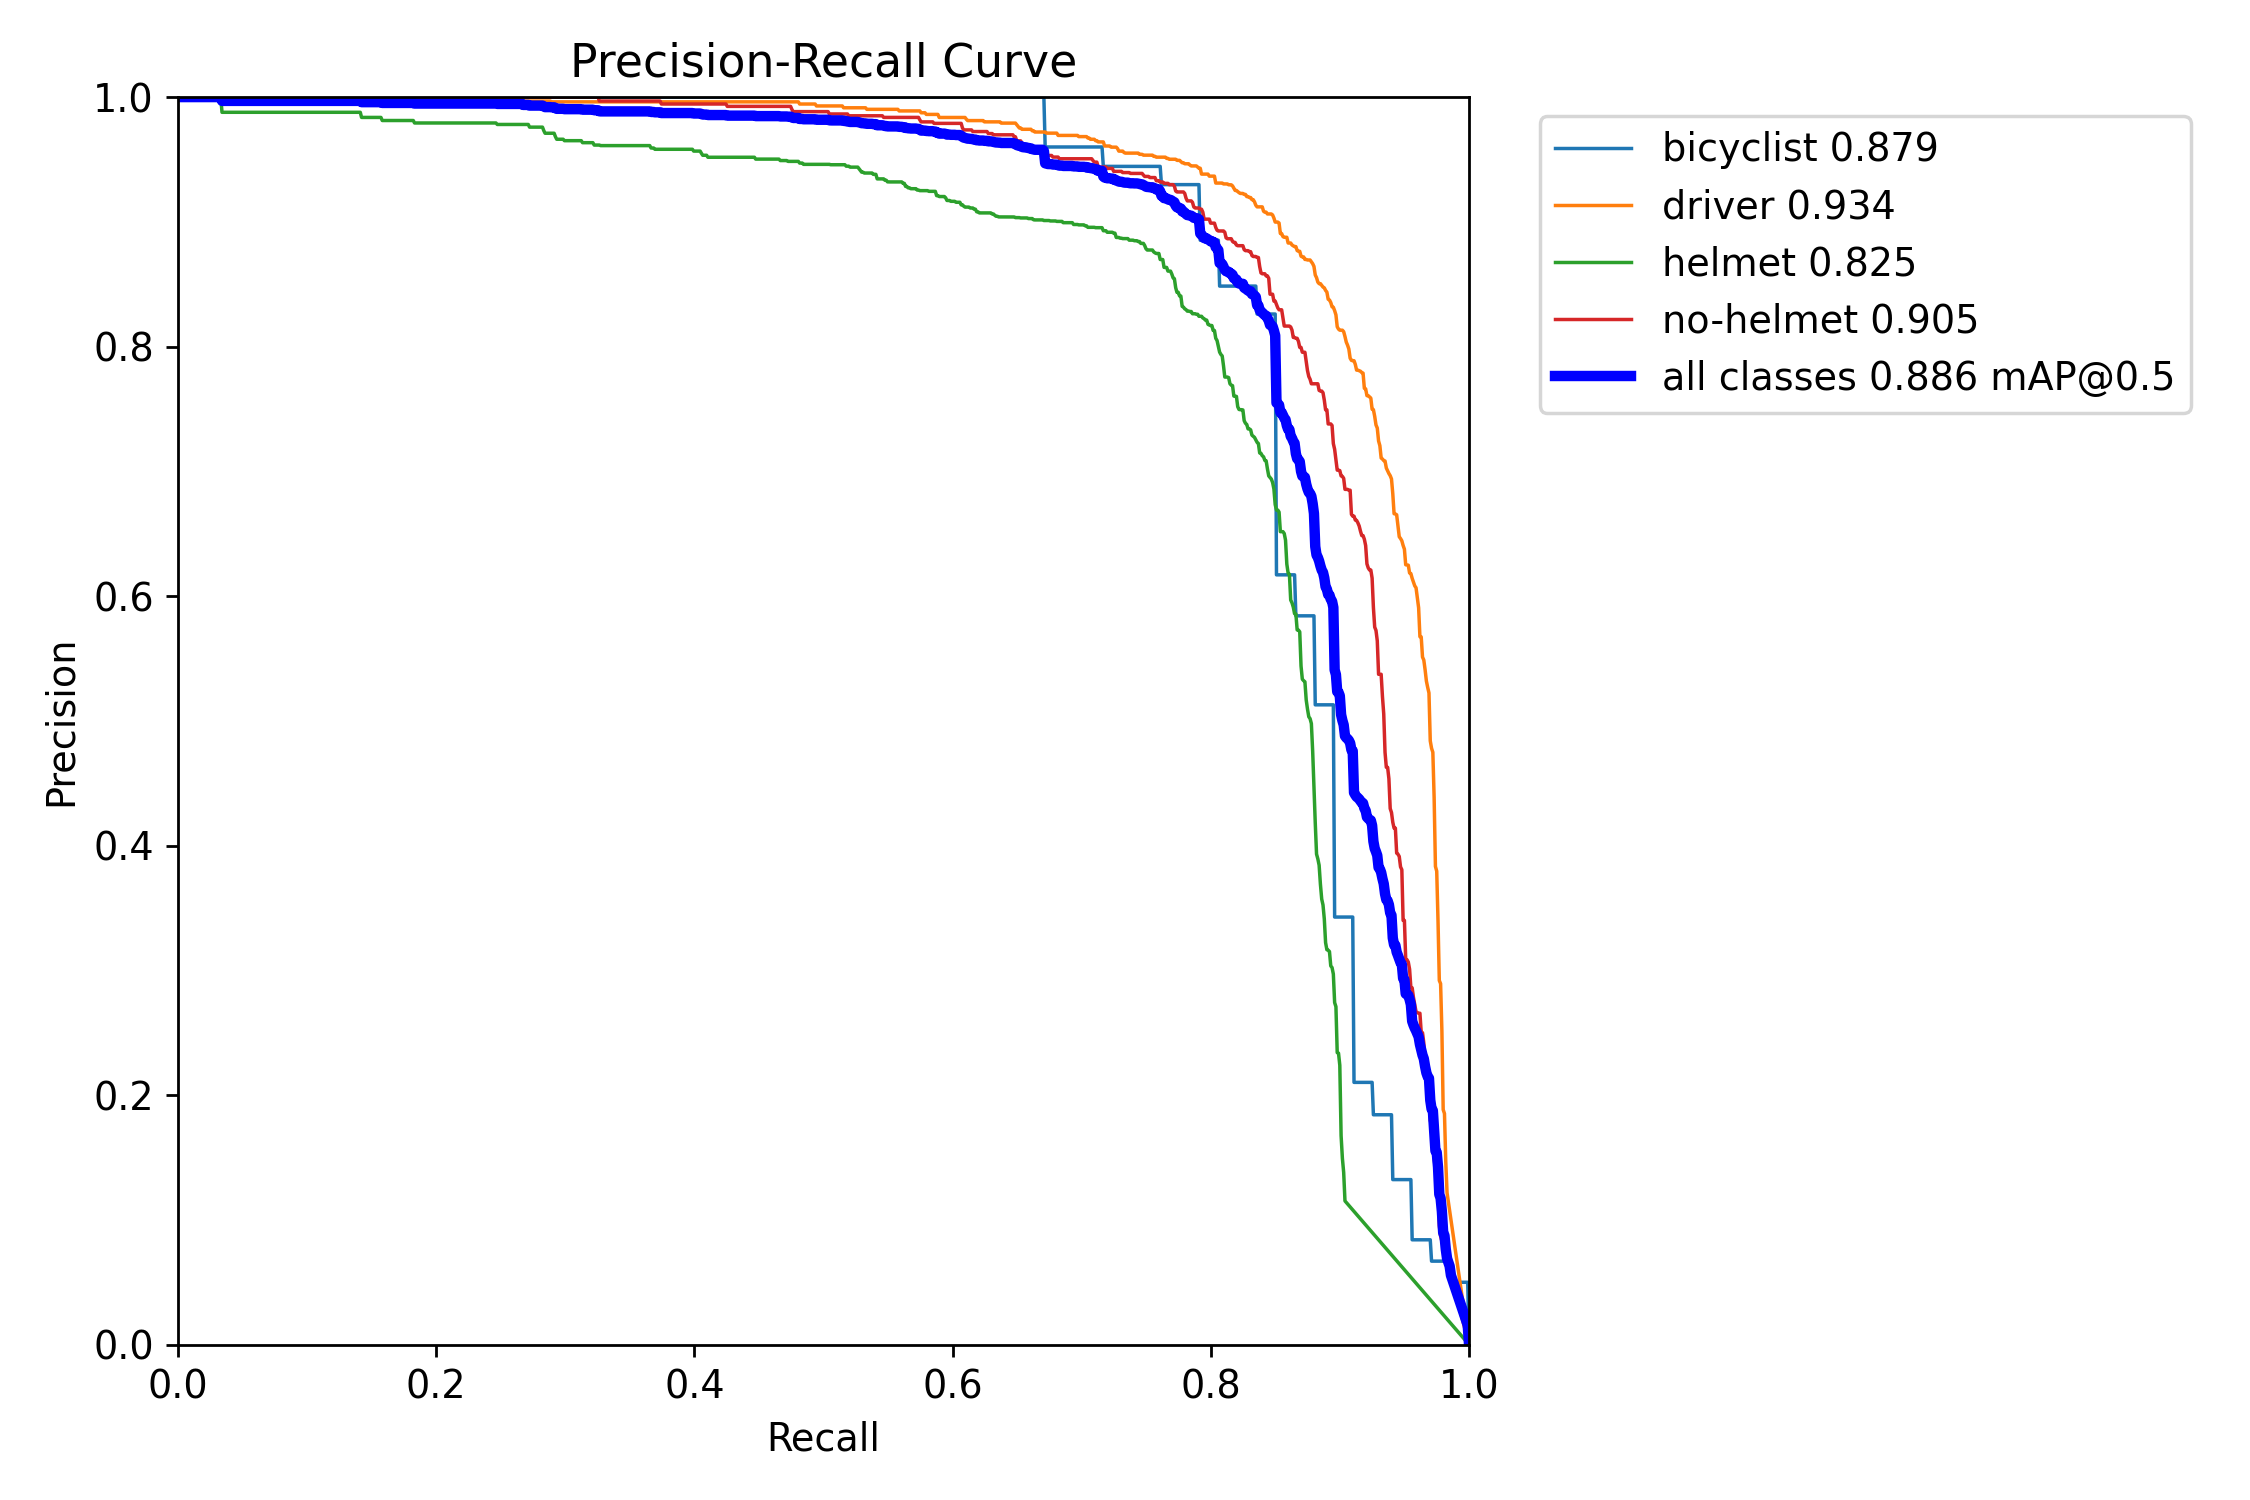 Precision-Recall Curve
1.0
0.8
0.6
0.4
0.2
0.0
Precision
0.0 0.2 0.4 0.6 0.8 1.0
Recall
bicyclist 0.879
driver 0.934
helmet 0.825
no-helmet 0.905
all classes 0.886 mAP@0.5